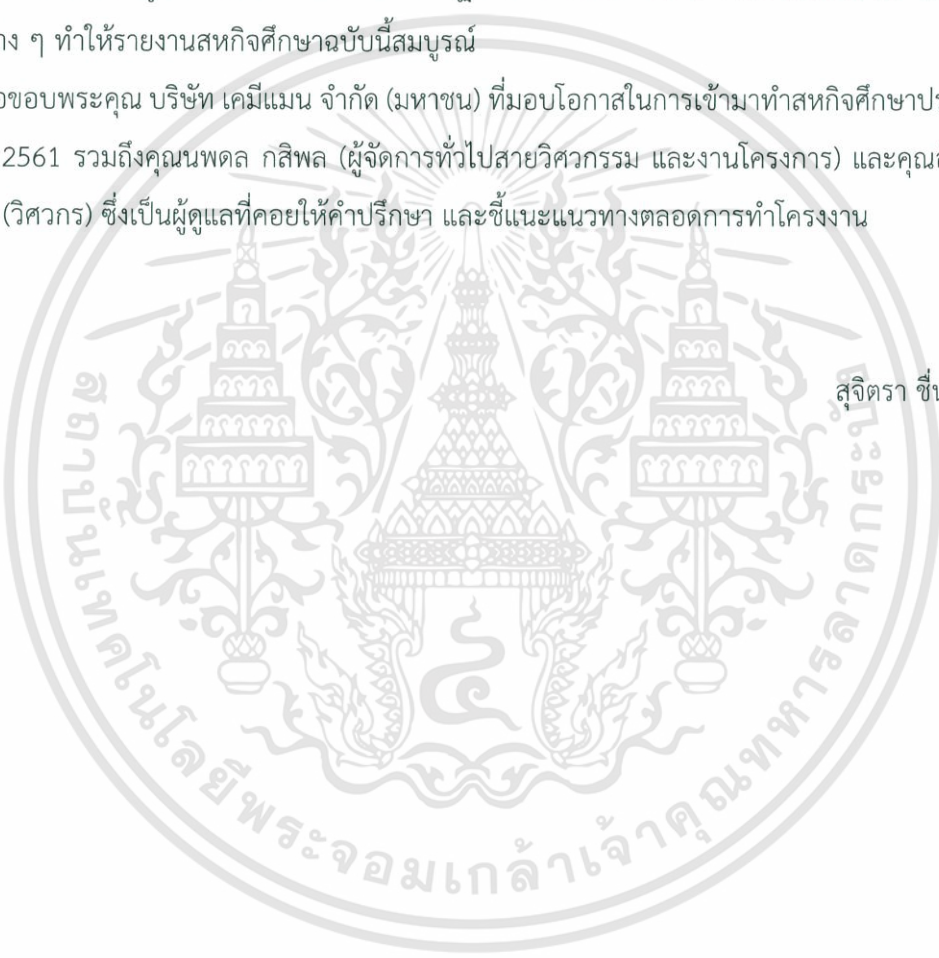 าง ๆ ทำให้รายงานสหกิจศึกษาฉบับนี้สมบูรณ์
ขอบพระคุณ บริษัท เคมีแมน จำกัด (มหาชน) ที่มอบโอกาสในการเข้ามาทำสหกิจศึกษา
2561 รวมถึงคุณนพดล กสิพล (ผู้จัดการทั่วไปสายวิศวกรรม และงานโครงการ) และคุณ
(วิศวกร) ซึ่งเป็นผู้ดูแลที่คอยให้คำปรึกษา และชี้แนะแนวทางตลอดการทำโครงงาน
สุจิตรา
สถาบันเทคโนโลยีพระจอมเกล้าเจ้าคุณทหารลาดกระบัง